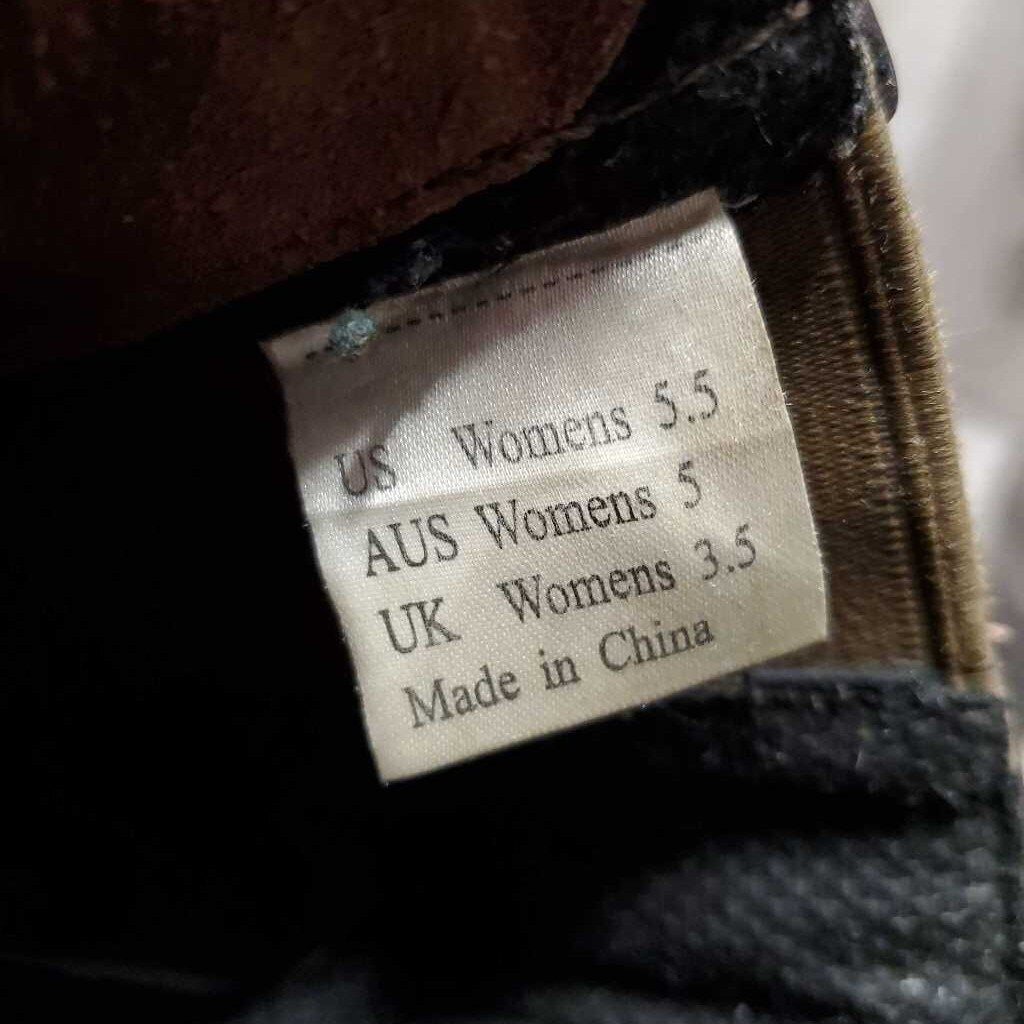 US Womens 5.5
AUS Womens 5
UK Womens 3.5
Made in China